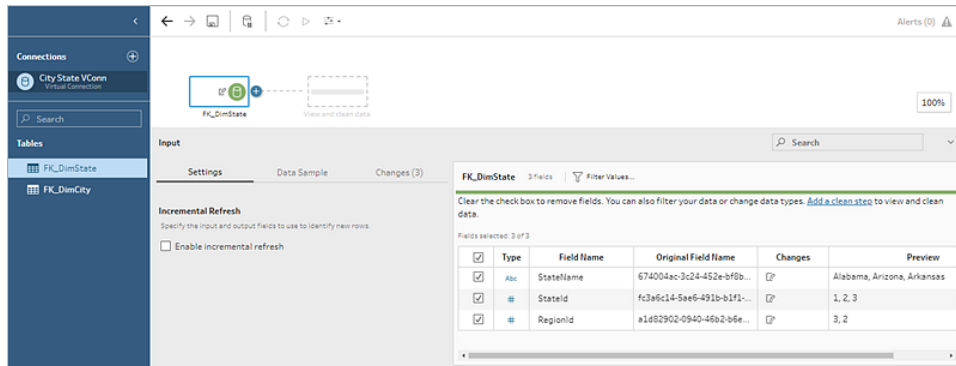 Alerts (0)
Connections
City State VConn
Virtual Connection
Search
Tables
FK_DimState
FK_DimCity
FK_DimState
View and clean data
100%
Input
Search
Settings
Data Sample
Changes (3)
Incremental Refresh
Specify the input and output fields to use to identify new rows.
Enable incremental refresh
FK_DimState 3 fields Filter Values...
Clear the check box to remove fields. You can also filter your data or change data types. Add a clean step to view and clean
data.
Fields selected: 3 of 3
Type Field Name Original Field Name Changes Preview
Abc StateName 674004ac-3c24-452e-bf8b... Alabama, Arizona, Arkansas
# StateId fc3a6c14-5ae6-491b-b1f1-... 1, 2, 3
# RegionId a1d82902-0940-46b2-b6e... 3, 2